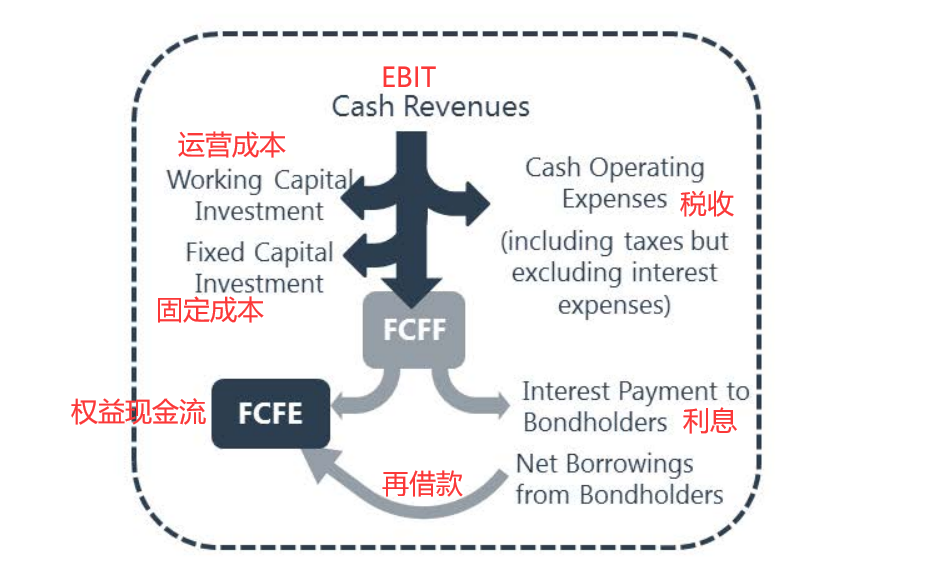 EBIT
Cash Revenues
运营成本
Working Capital
Investment
Cash Operating
Expenses 税收
(including taxes but
excluding interest
expenses)
Fixed Capital
Investment
固定成本
FCFF
权益现金流 FCFE
Interest Payment to
Bondholders 利息
再借款
Net Borrowings
from Bondholders